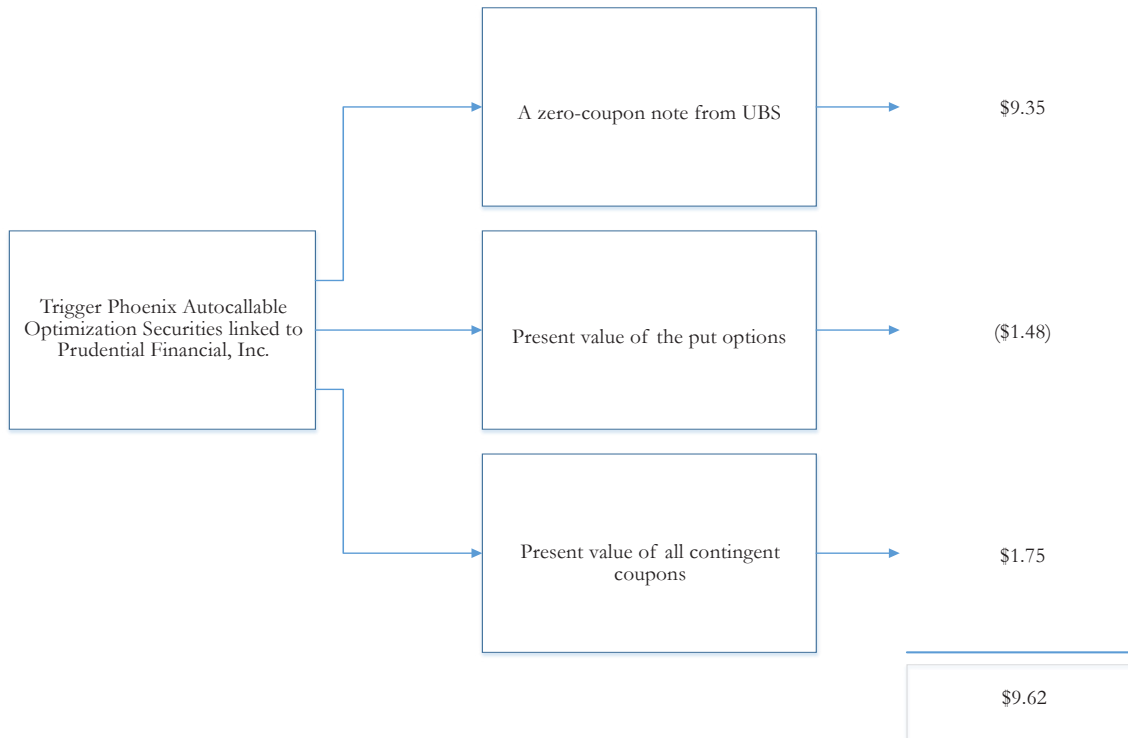 A zero-coupon note from UBS
$9.35
Trigger Phoenix Autocallable
Optimization Securities linked to
Prudential Financial, Inc.
Present value of the put options
($1.48)
Present value of all contingent
coupons
$1.75
$9.62